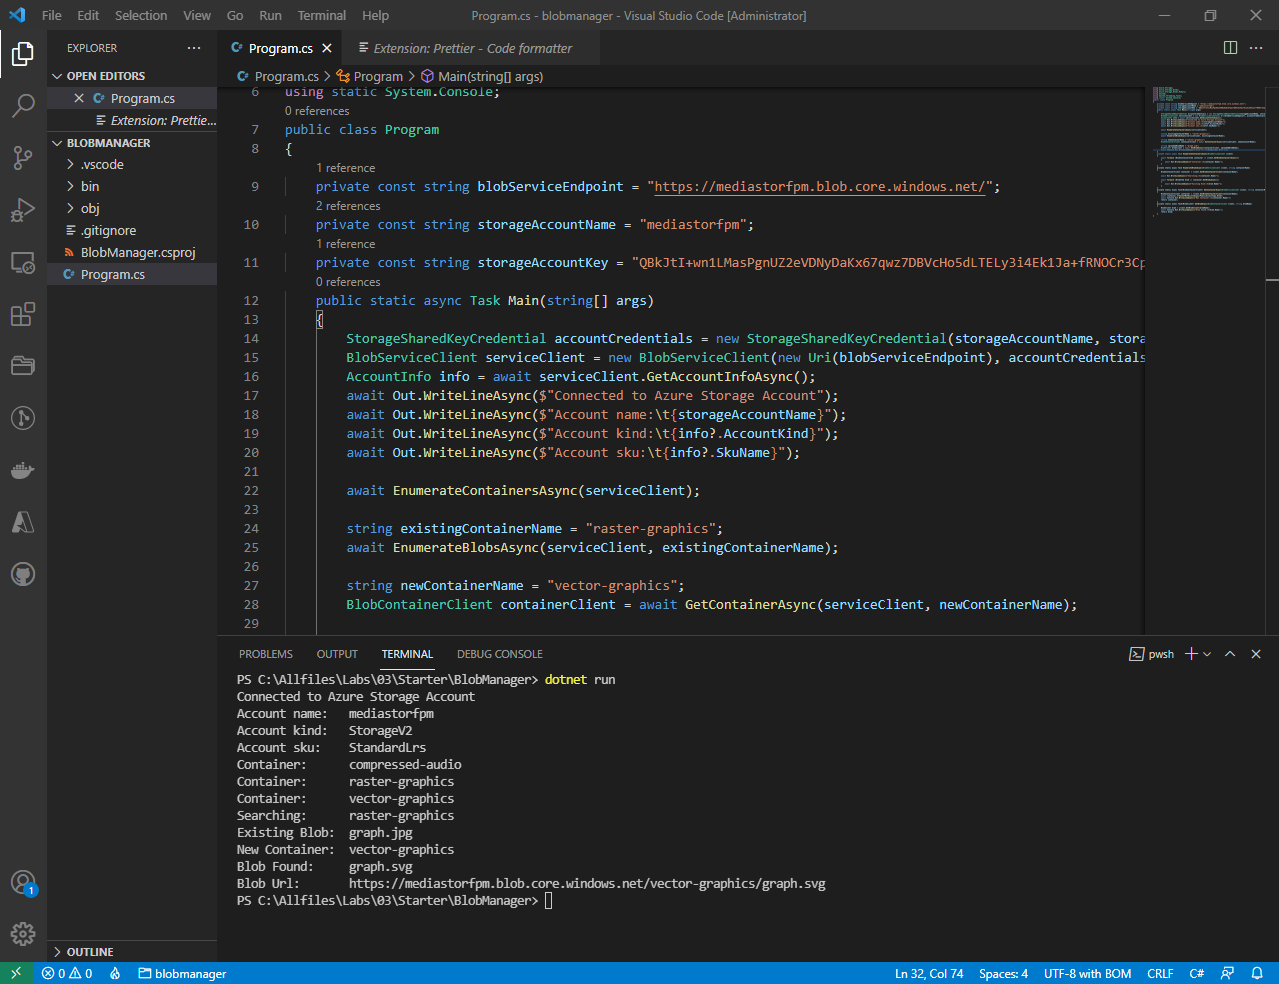 File Edit Selection View Go Run Terminal Help Program.cs - blobmanager - Visual Studio Code [Administrator]
EXPLORER
OPEN EDITORS
Program.cs
Extension: Prettie...
BLOBMANAGER
.vscode
bin
obj
.gitignore
BlobManager.csproj
Program.cs
OUTLINE
Program.cs Extension: Prettier - Code formatter
Program.cs > Program > Main(string[] args)
6 using static System.Console;
0 references
7 public class Program
8 {
1 reference
9 private const string blobServiceEndpoint = "https://mediastorfpm.blob.core.windows.net/";
2 references
10 private const string storageAccountName = "mediastorfpm";
1 reference
11 private const string storageAccountKey = "QBkJtI+wn1LMasPgnUZ2eVDNyDaKx67qwz7DBVcHo5dLTELy3i4Ek1Ja+fRNOCr3Cp
0 references
12 public static async Task Main(string[] args)
13 {
14 StorageSharedKeyCredential accountCredentials = new StorageSharedKeyCredential(storageAccountName, stora
15 BlobServiceClient serviceClient = new BlobServiceClient(new Uri(blobServiceEndpoint), accountCredentials
16 AccountInfo info = await serviceClient.GetAccountInfoAsync();
17 await Out.WriteLineAsync($"Connected to Azure Storage Account");
18 await Out.WriteLineAsync($"Account name:\t{storageAccountName}");
19 await Out.WriteLineAsync($"Account kind:\t{info?.AccountKind}");
20 await Out.WriteLineAsync($"Account sku:\t{info?.SkuName}");
21
22 await EnumerateContainersAsync(serviceClient);
23
24 string existingContainerName = "raster-graphics";
25 await EnumerateBlobsAsync(serviceClient, existingContainerName);
26
27 string newContainerName = "vector-graphics";
28 BlobContainerClient containerClient = await GetContainerAsync(serviceClient, newContainerName);
29
PROBLEMS OUTPUT TERMINAL DEBUG CONSOLE pwsh
PS C:\Allfiles\Labs\03\Starter\BlobManager> dotnet run
Connected to Azure Storage Account
Account name: mediastorfpm
Account kind: StorageV2
Account sku: StandardLrs
Container: compressed-audio
Container: raster-graphics
Container: vector-graphics
Searching: raster-graphics
Existing Blob: graph.jpg
New Container: vector-graphics
Blob Found: graph.svg
Blob Url: https://mediastorfpm.blob.core.windows.net/vector-graphics/graph.svg
PS C:\Allfiles\Labs\03\Starter\BlobManager>
1
0 0 blobmanager Ln 32, Col 74 Spaces: 4 UTF-8 with BOM CRLF C#